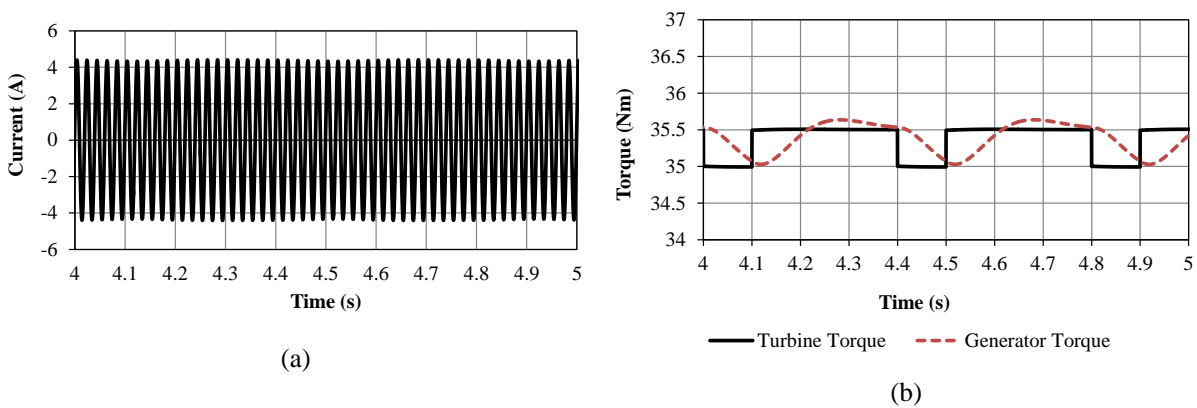 6
4
2
0
-2
-4
-6
Current (A)
4 4.1 4.2 4.3 4.4 4.5 4.6 4.7 4.8 4.9 5
Time (s)
(a)
37
36.5
36
35.5
35
34.5
34
Torque (Nm)
4 4.1 4.2 4.3 4.4 4.5 4.6 4.7 4.8 4.9 5
Time (s)
Turbine Torque Generator Torque
(b)